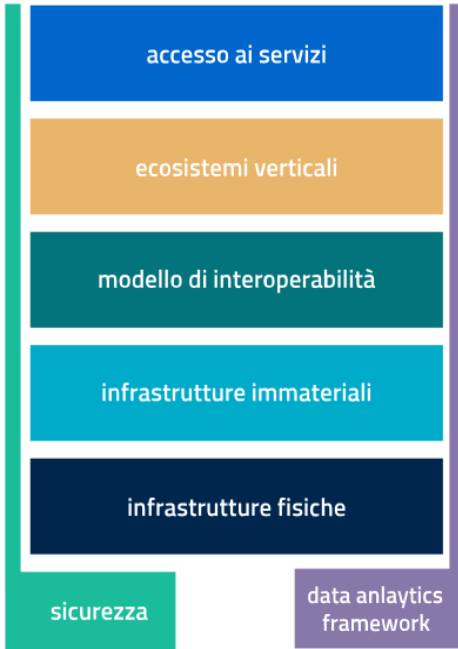 accesso ai servizi
ecosistemi verticali
modello di interoperabilità
infrastrutture immateriali
infrastrutture fisiche
sicurezza
data anlaytics
framework